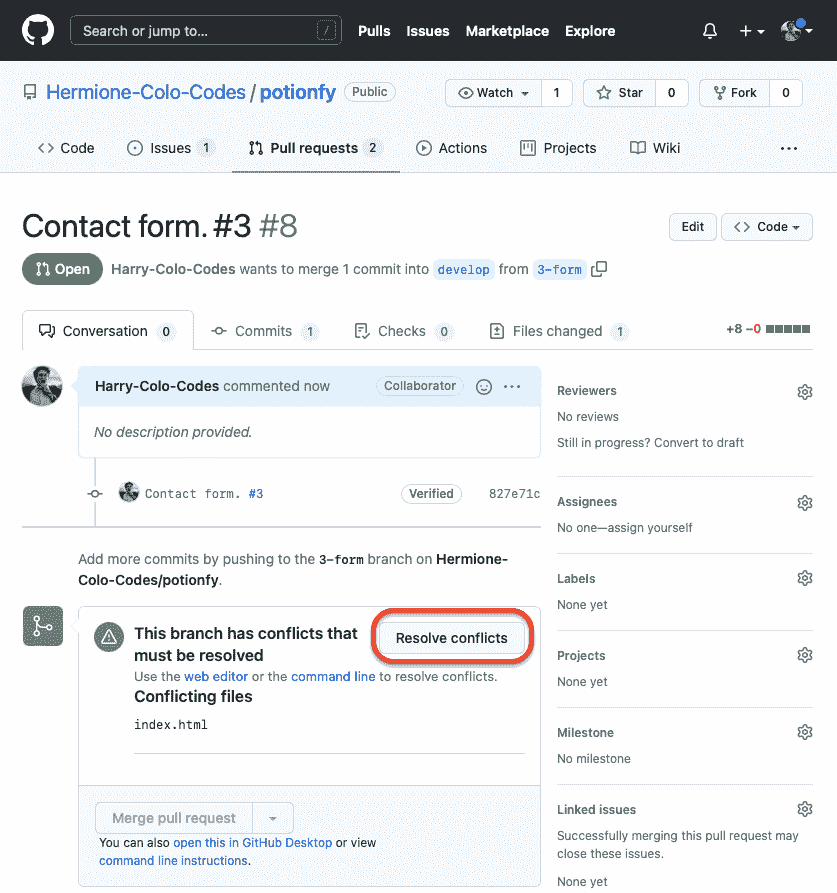 Search or jump to... /
Pulls Issues Marketplace Explore
Hermione-Colo-Codes / potionfy Public
Watch 1 Star 0 Fork 0
Code Issues 1 Pull requests 2 Actions Projects Wiki ...
Contact form. #3 #8
Edit <> Code
Open Harry-Colo-Codes wants to merge 1 commit into develop from 3-form
Conversation 0 Commits 1 Checks 0 Files changed 1 +8 −0
Harry-Colo-Codes commented now Collaborator ...
No description provided.
Contact form. #3 Verified 827e71c
Add more commits by pushing to the 3-form branch on Hermione-
Colo-Codes/potionfy.
This branch has conflicts that
must be resolved
Resolve conflicts
Use the web editor or the command line to resolve conflicts.
Conflicting files
index.html
Merge pull request
You can also open this in GitHub Desktop or view
command line instructions.
Reviewers
No reviews
Still in progress? Convert to draft
Assignees
No one—assign yourself
Labels
None yet
Projects
None yet
Milestone
No milestone
Linked issues
Successfully merging this pull request may
close these issues.
None yet